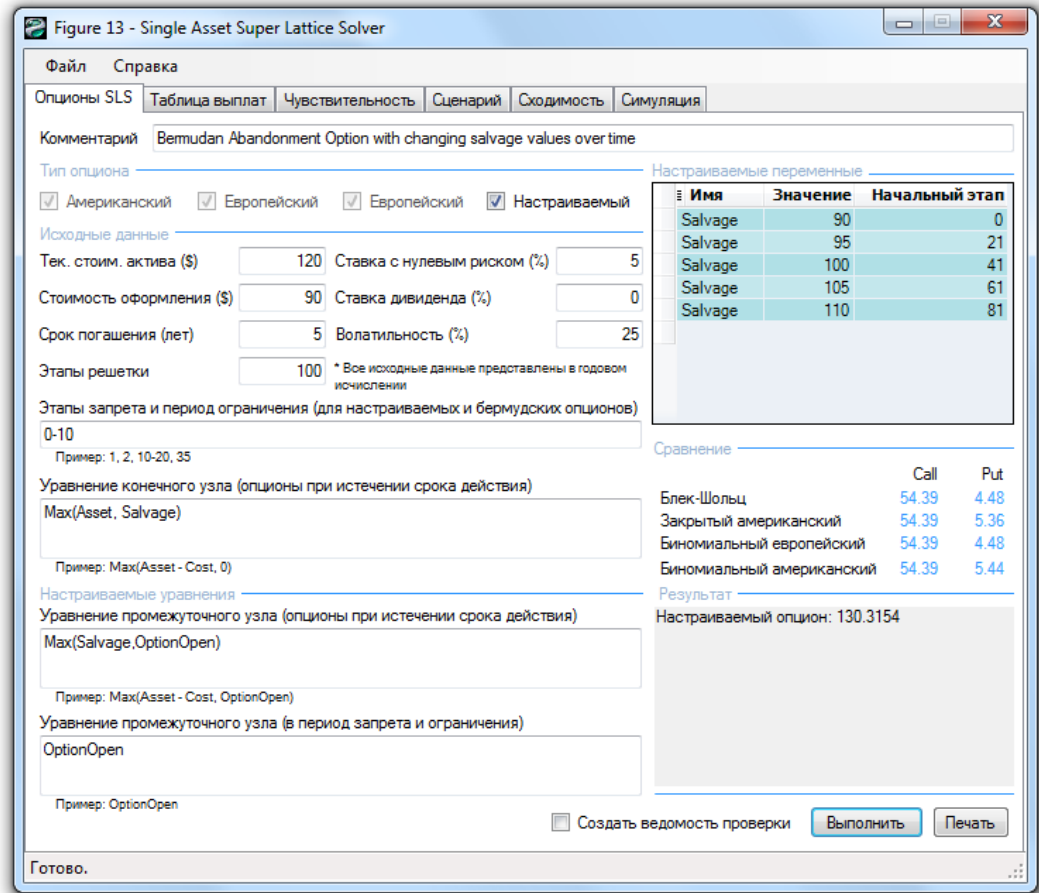 Figure 13 - Single Asset Super Lattice Solver
Файл Справка
Опционы SLS Таблица выплат Чувствительность Сценарий Сходимость Симуляция
Комментарий Bermudan Abandonment Option with changing salvage values over time
Тип опциона
Американский Европейский Европейский Настраиваемый
Исходные данные
Тек. стоим. актива ($) 120 Ставка с нулевым риском (%) 5
Стоимость оформления ($) 90 Ставка дивиденда (%) 0
Срок погашения (лет) 5 Волатильность (%) 25
Этапы решетки 100 * Все исходные данные представлены в годовом
исчислении
Этапы запрета и период ограничения (для настраиваемых и бермудских опционов)
0-10
Пример: 1, 2, 10-20, 35
Уравнение конечного узла (опционы при истечении срока действия)
Max(Asset, Salvage)
Пример: Max(Asset - Cost, 0)
Настраиваемые уравнения
Уравнение промежуточного узла (опционы при истечении срока действия)
Max(Salvage,OptionOpen)
Пример: Max(Asset - Cost, OptionOpen)
Уравнение промежуточного узла (в период запрета и ограничения)
OptionOpen
Пример: OptionOpen
Настраиваемые переменные
Имя Значение Начальный этап
Salvage 90 0
Salvage 95 21
Salvage 100 41
Salvage 105 61
Salvage 110 81
Сравнение
Call Put
Блек-Шольц 54.39 4.48
Закрытый американский 54.39 5.36
Биномиальный европейский 54.39 4.48
Биномиальный американский 54.39 5.44
Результат
Настраиваемый опцион: 130.3154
Создать ведомость проверки Выполнить Печать
Готово.